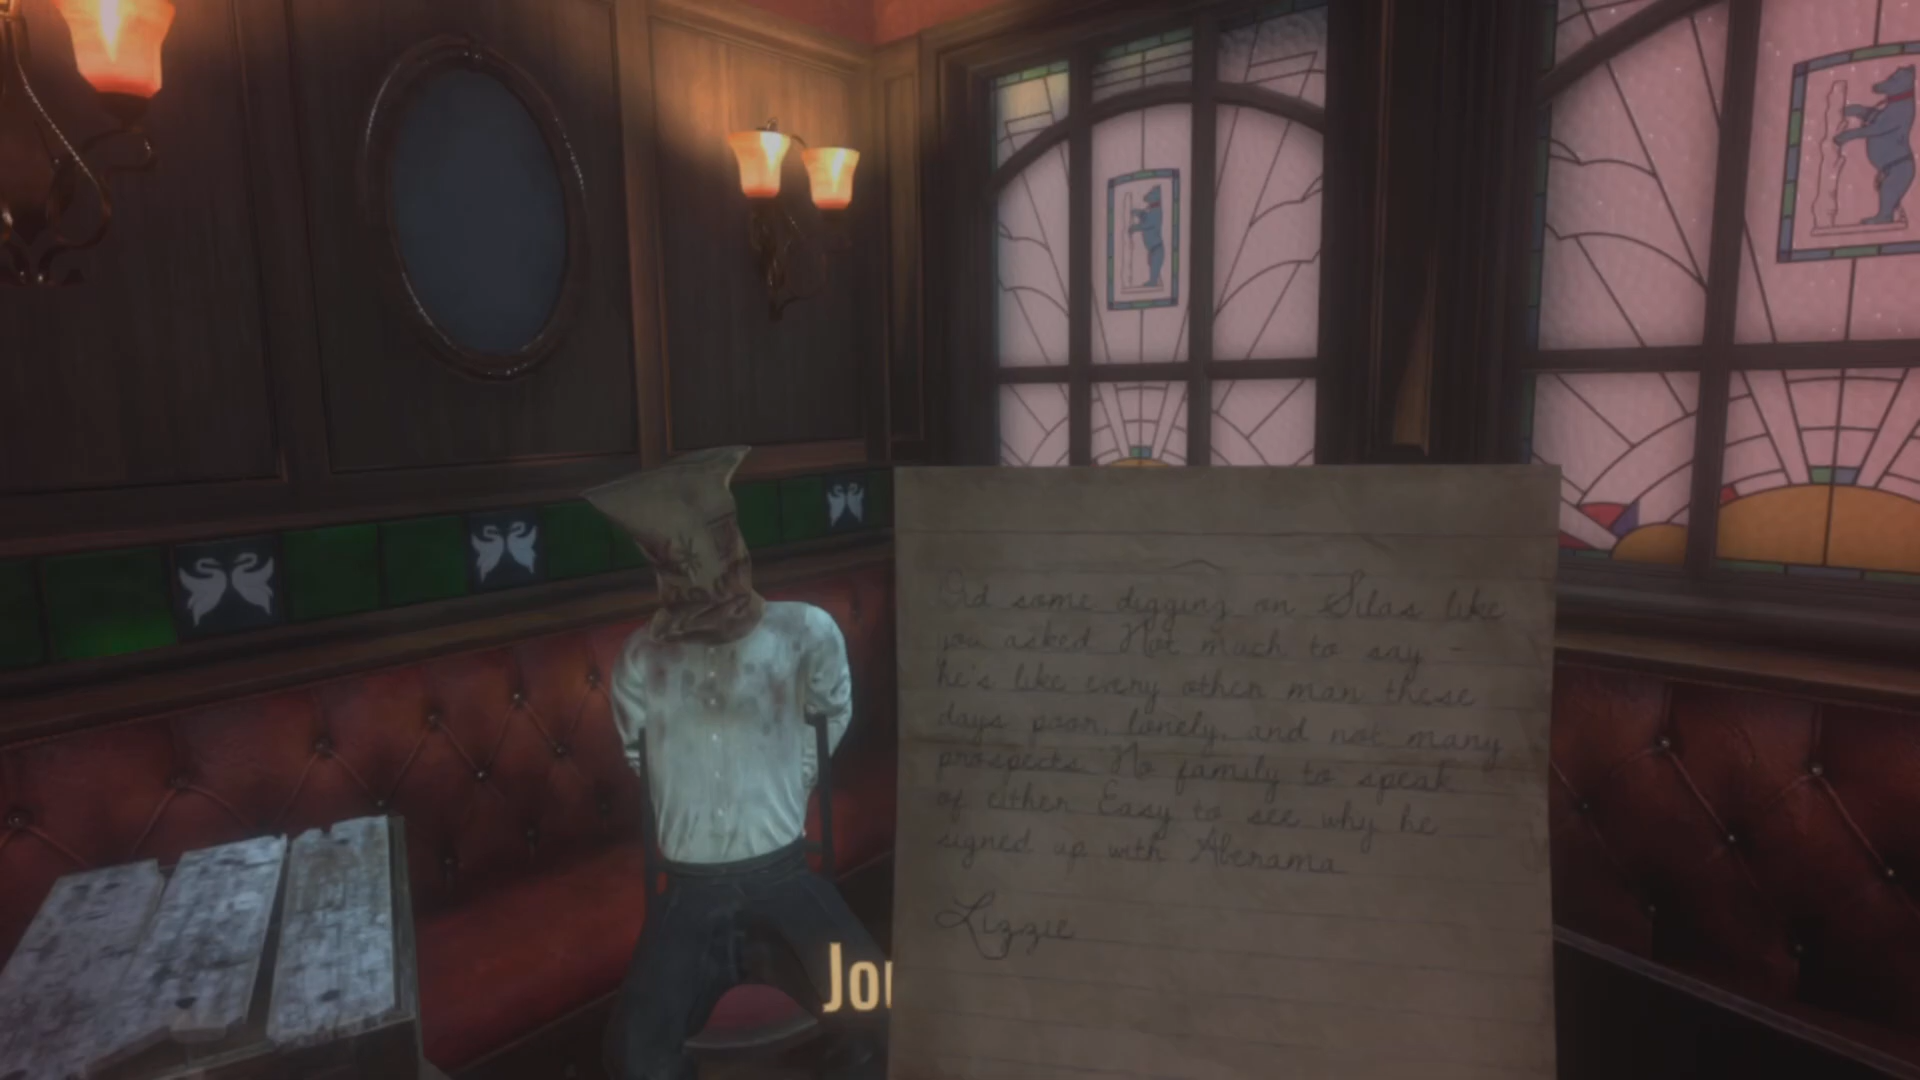 Did some digging on Silas like
you asked. Not much to say -
he's like every other man these
days poor, lonely, and not many
prospects. No family to speak
of either. Easy to see why he
signed up with Aberama
Lizzie
Jou